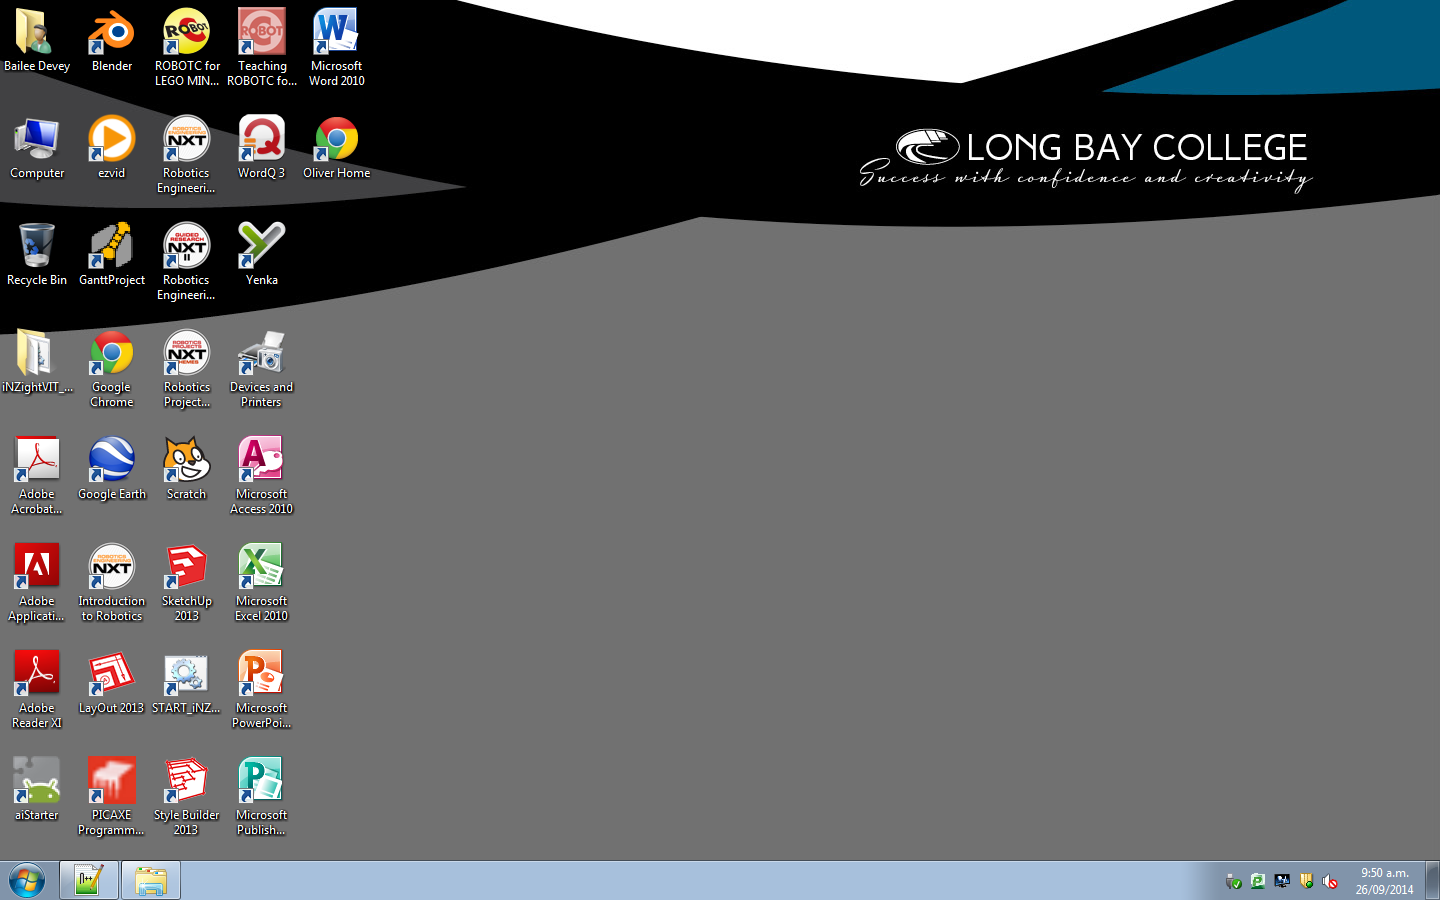 Bailee Devey
Blender
ROBOTC for
LEGO MIN...
Teaching
ROBOTC fo...
Microsoft
Word 2010
Computer
ezvid
Robotics
Engineeri...
WordQ 3
Oliver Home
Recycle Bin
GanttProject
Robotics
Engineeri...
Yenka
iNZightVIT_...
Google
Chrome
Robotics
Project...
Devices and
Printers
Adobe
Acrobat...
Google Earth
Scratch
Microsoft
Access 2010
Adobe
Applicati...
Introduction
to Robotics
SketchUp
2013
Microsoft
Excel 2010
Adobe
Reader XI
LayOut 2013
START_iNZ...
Microsoft
PowerPoi...
aiStarter
PICAXE
Programm...
Style Builder
2013
Microsoft
Publish...
LONG BAY COLLEGE
Success with confidence and creativity
9:50 a.m.
26/09/2014